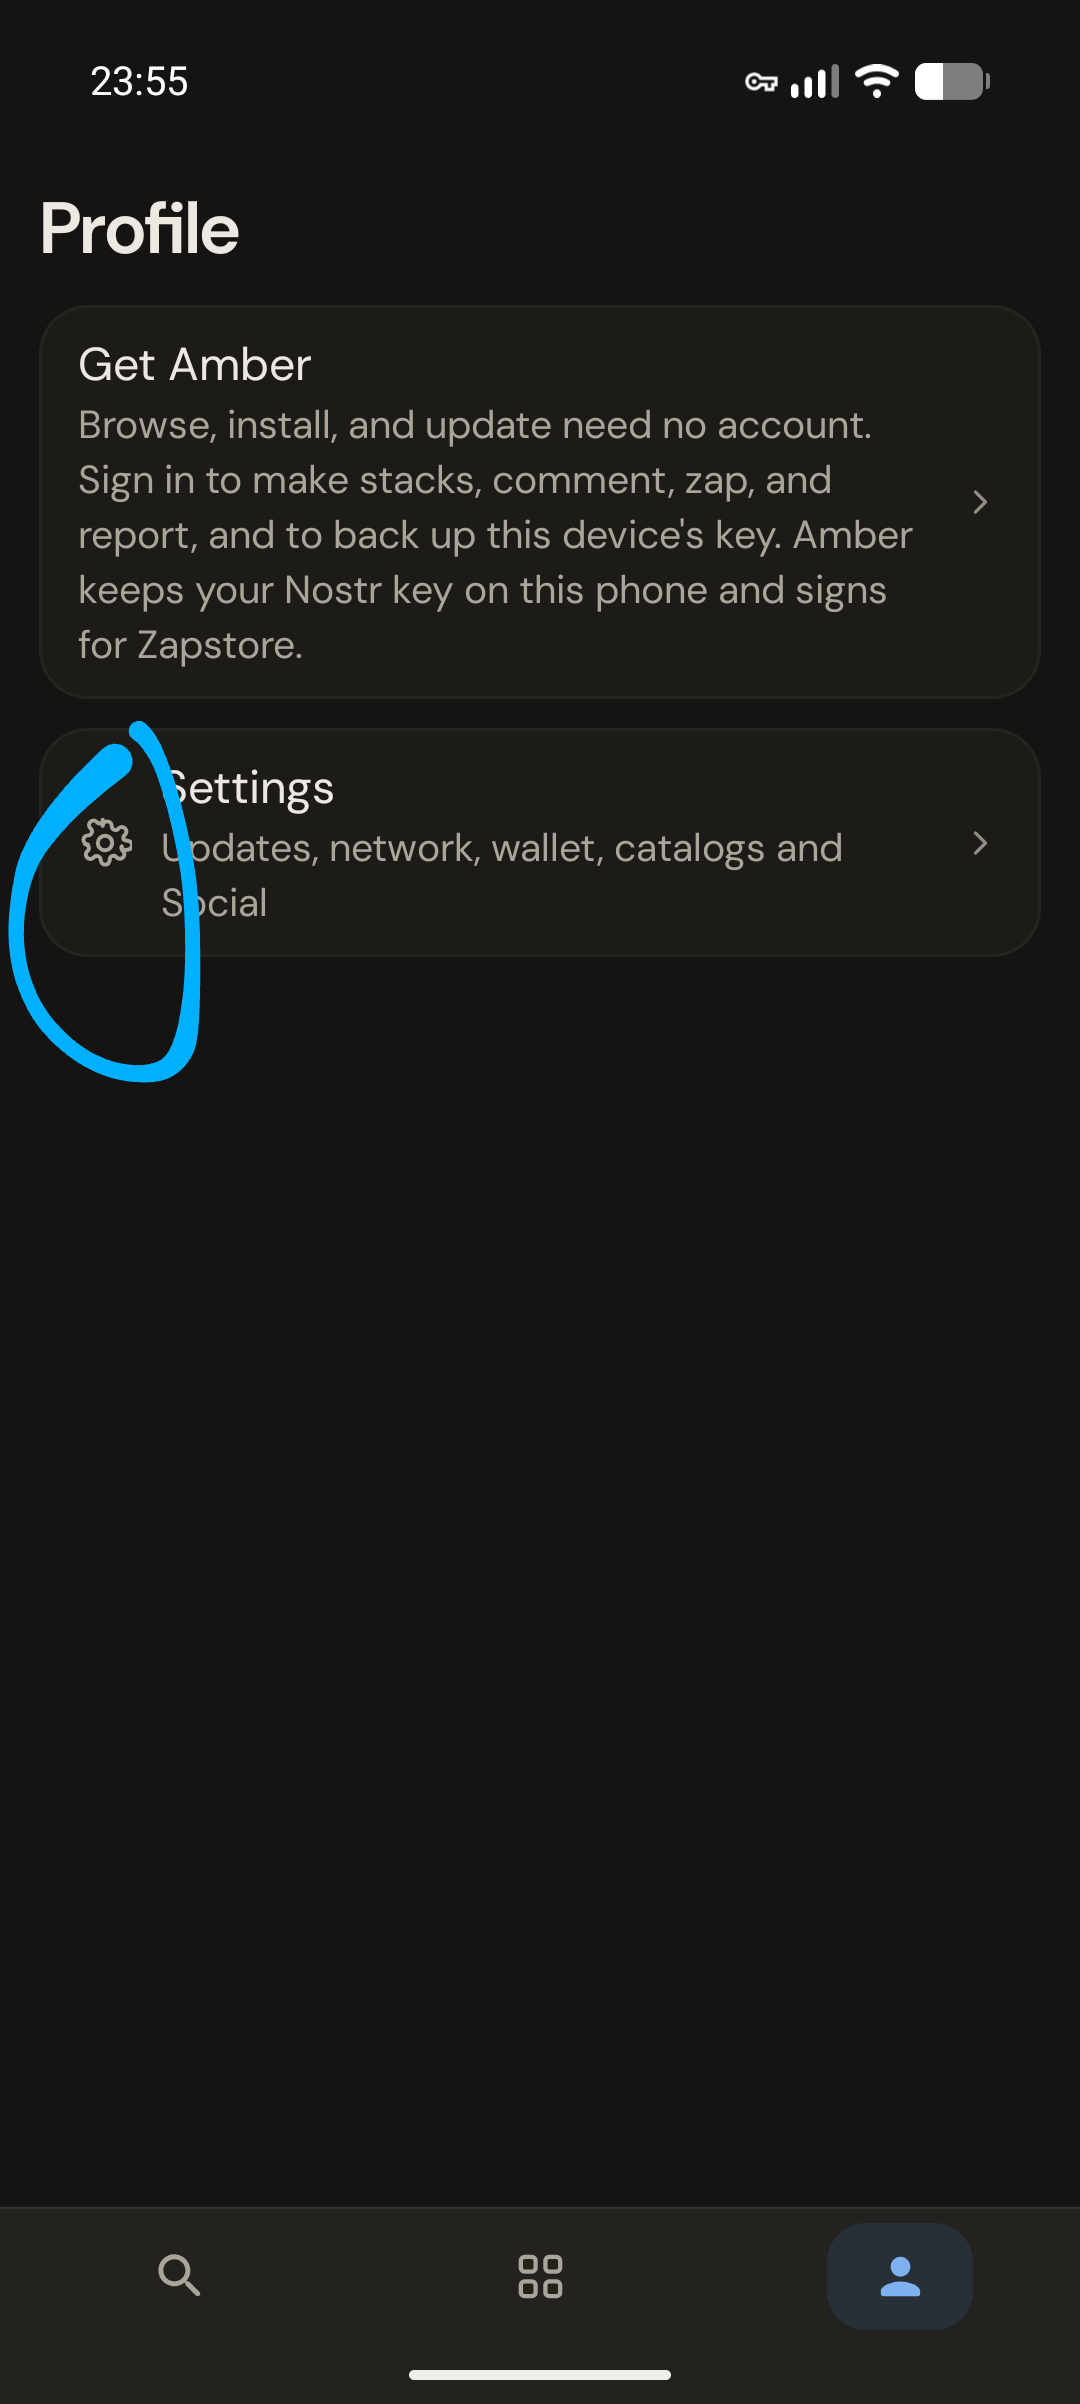 23:55
Profile
Get Amber
Browse, install, and update need no account.
Sign in to make stacks, comment, zap, and
report, and to back up this device's key. Amber
keeps your Nostr key on this phone and signs
for Zapstore.
Settings
Updates, network, wallet, catalogs and
Social